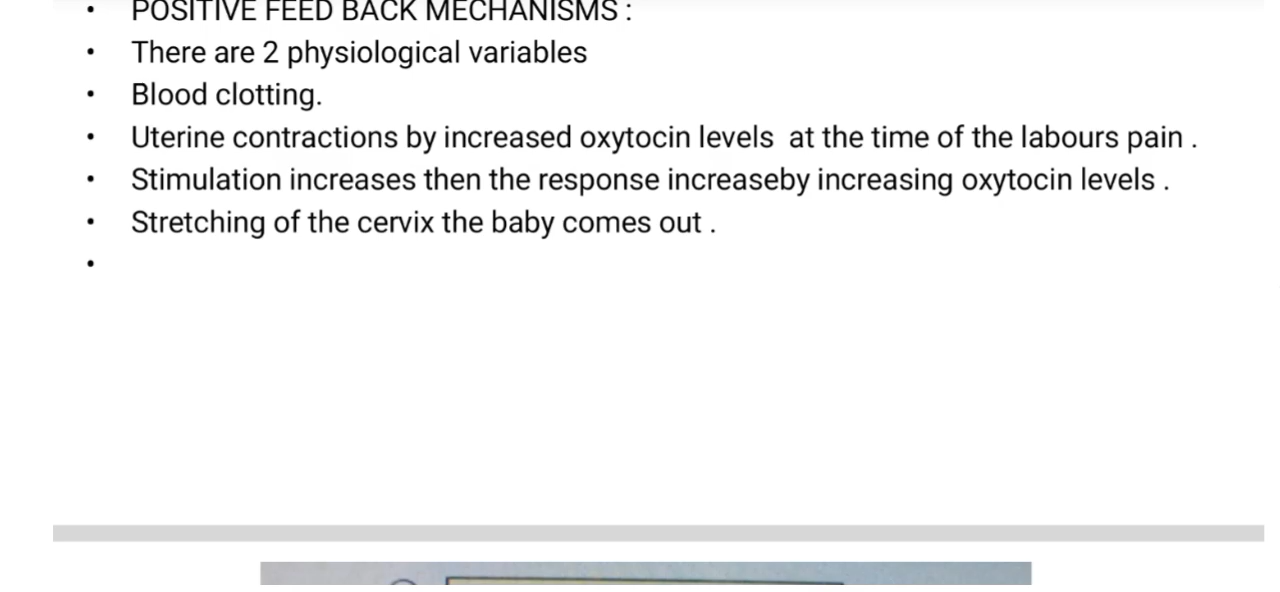 • POSITIVE FEED BACK MECHANISMS :
• There are 2 physiological variables
• Blood clotting.
• Uterine contractions by increased oxytocin levels  at the time of the labours pain .
• Stimulation increases then the response increaseby increasing oxytocin levels .
• Stretching of the cervix the baby comes out .
•